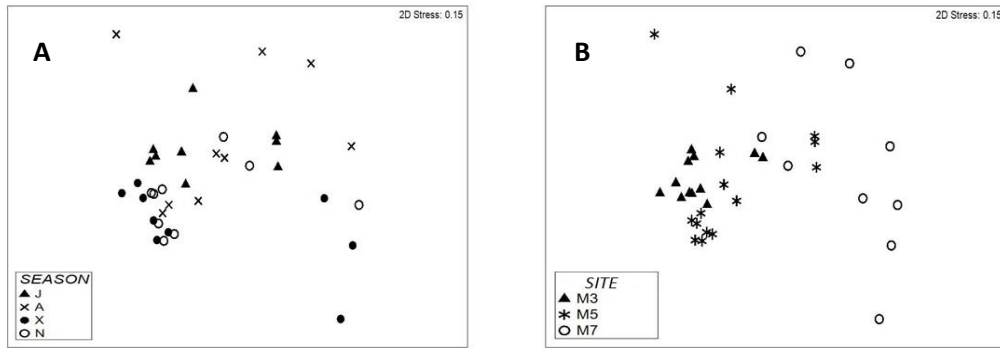 2D Stress: 0.15
A
SEASON
J
A
X
N
2D Stress: 0.15
B
SITE
M3
M5
M7